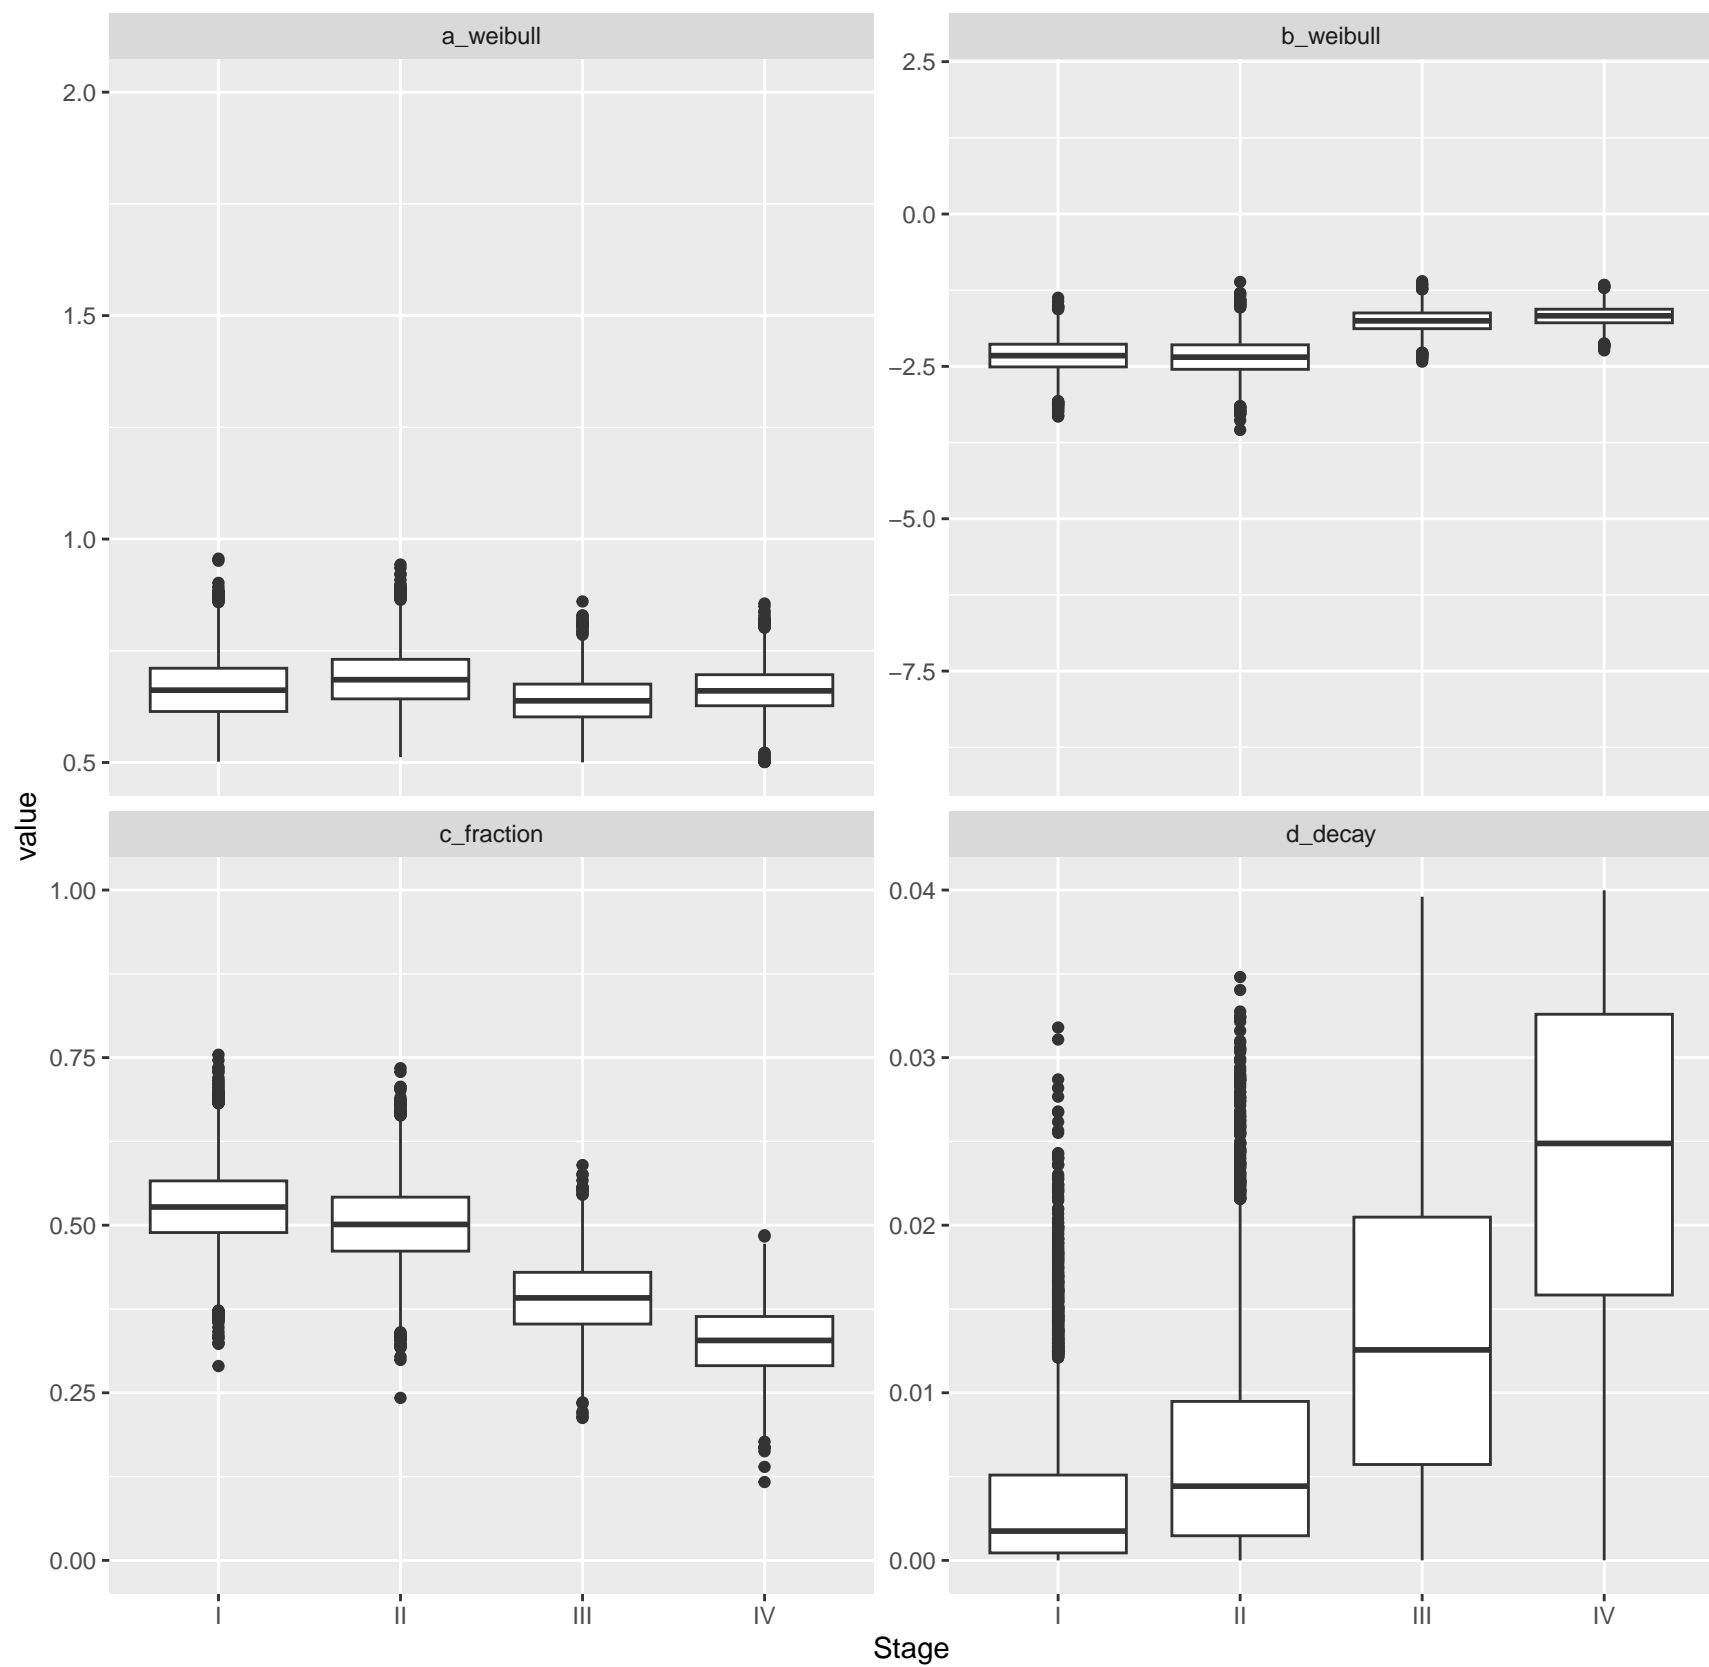 a_weibull
b_weibull
2.0
1.5
1.0
0.5
2.5
0.0
−2.5
−5.0
−7.5
value
c_fraction
d_decay
1.00
0.75
0.50
0.25
0.00
0.04
0.03
0.02
0.01
0.00
I II III IV
I II III IV
Stage